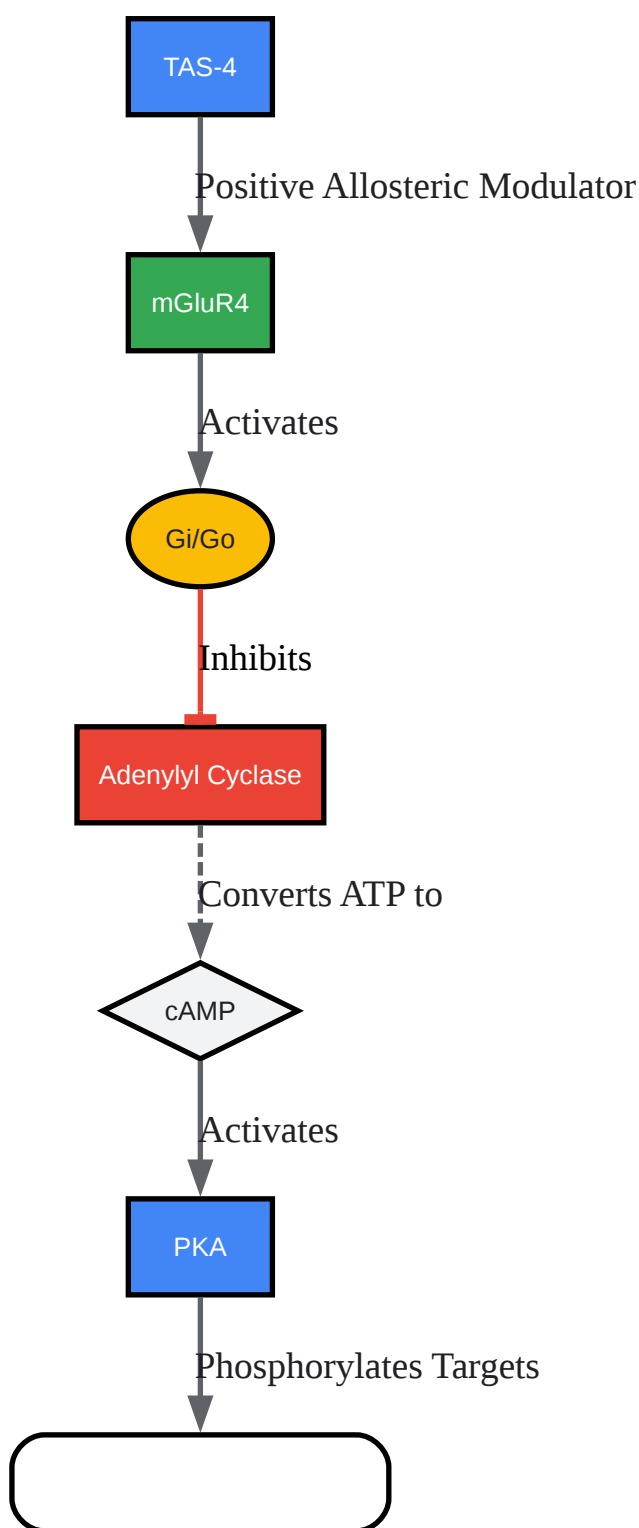 TAS-4
Positive Allosteric Modulator
mGluR4
Activates
Gi/Go
Inhibits
Adenylyl Cyclase
Converts ATP to
cAMP
Activates
PKA
Phosphorylates Targets